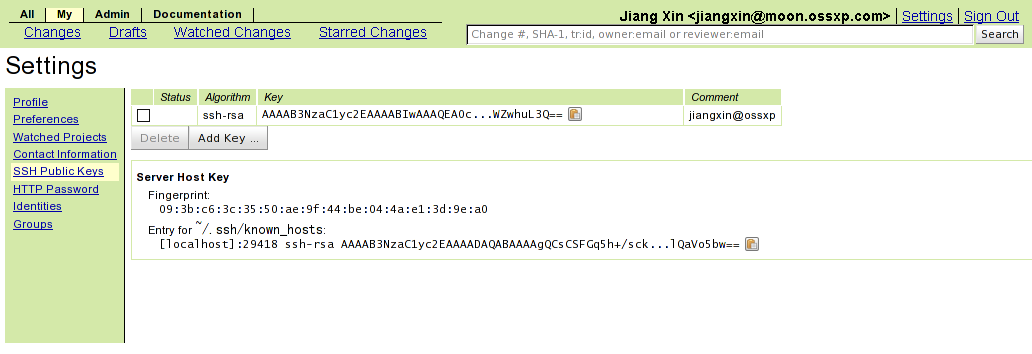 All My Admin Documentation
Jiang Xin <jiangxin@moon.ossxp.com> Settings Sign Out
Changes Drafts Watched Changes Starred Changes
Change #, SHA-1, tr:id, owner:email or reviewer:email Search
Settings
Profile
Preferences
Watched Projects
Contact Information
SSH Public Keys
HTTP Password
Identities
Groups
Status Algorithm Key Comment
ssh-rsa AAAAB3NzaC1yc2EAAAABIwAAAQEAOc...WZwhuL3Q== jiangxin@ossxp
Delete Add Key ...
Server Host Key
Fingerprint:
09:3b:c6:3c:35:50:ae:9f:44:be:04:4a:e1:3d:9e:a0
Entry for ~/. ssh/known_hosts:
[localhost]:29418 ssh-rsa AAAAB3NzaC1yc2EAAAADAQABAAAAgQCsCSFGq5h+/sck...lQaVo5bw==